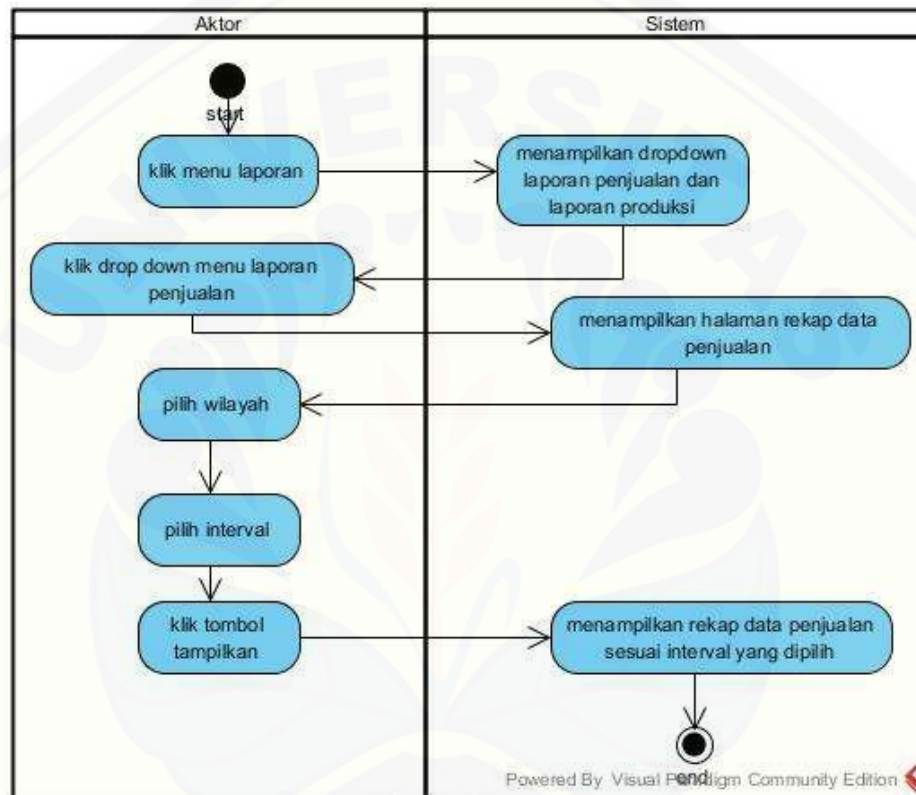 Aktor
Sistem
start
klik menu laporan
menampilkan dropdown
laporan penjualan dan
laporan produksi
klik drop down menu laporan
penjualan
menampilkan halaman rekap data
penjualan
pilih wilayah
pilih interval
klik tombol
tampilkan
menampilkan rekap data penjualan
sesuai interval yang dipilih
end
Powered By Visual Paradigm Community Edition
UNIVERSITAS